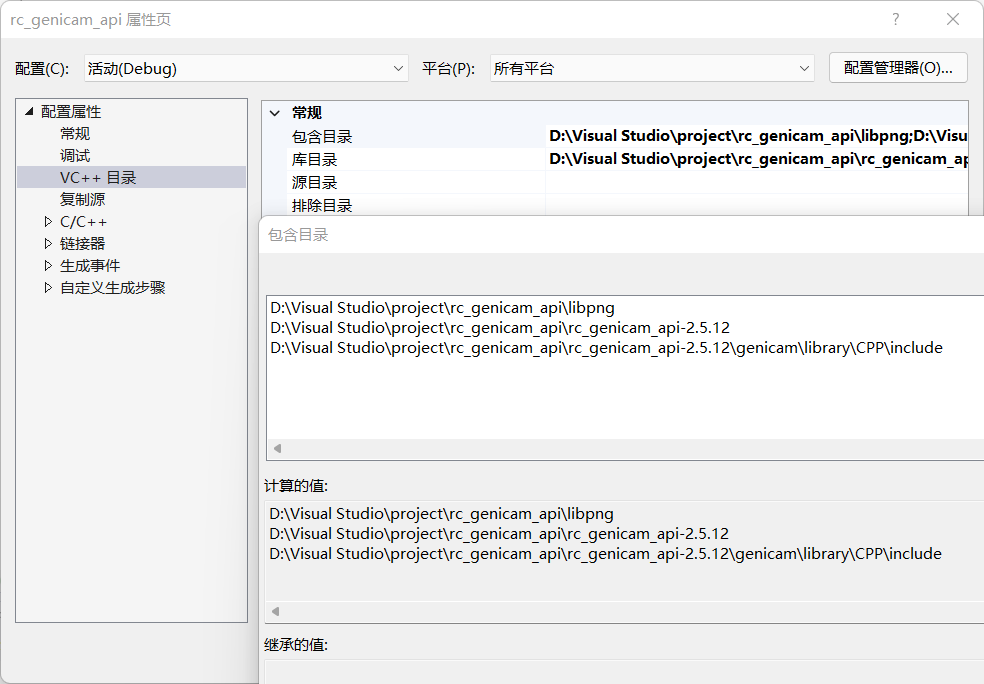 rc_genicam_api 属性页
配置(C): 活动(Debug) 平台(P): 所有平台 配置管理器(O)...
配置属性
常规
调试
VC++ 目录
复制源
C/C++
链接器
生成事件
自定义生成步骤
常规
包含目录 D:\Visual Studio\project\rc_genicam_api\libpng;D:\Visu
库目录 D:\Visual Studio\project\rc_genicam_api\rc_genicam_ap
源目录
排除目录
包含目录
D:\Visual Studio\project\rc_genicam_api\libpng
D:\Visual Studio\project\rc_genicam_api\rc_genicam_api-2.5.12
D:\Visual Studio\project\rc_genicam_api\rc_genicam_api-2.5.12\genicam\library\CPP\include
计算的值:
D:\Visual Studio\project\rc_genicam_api\libpng
D:\Visual Studio\project\rc_genicam_api\rc_genicam_api-2.5.12
D:\Visual Studio\project\rc_genicam_api\rc_genicam_api-2.5.12\genicam\library\CPP\include
继承的值: